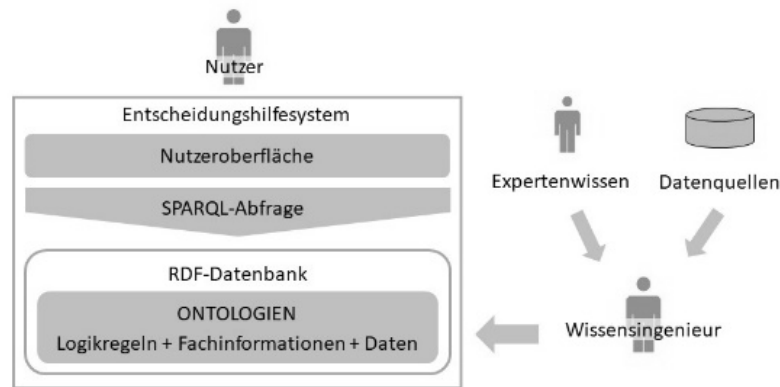 Nutzer
Entscheidungshilfesystem
Nutzeroberfläche
SPARQL-Abfrage
RDF-Datenbank
ONTOLOGIEN
Logikregeln + Fachinformationen + Daten
Expertenwissen
Datenquellen
Wissensingenieur